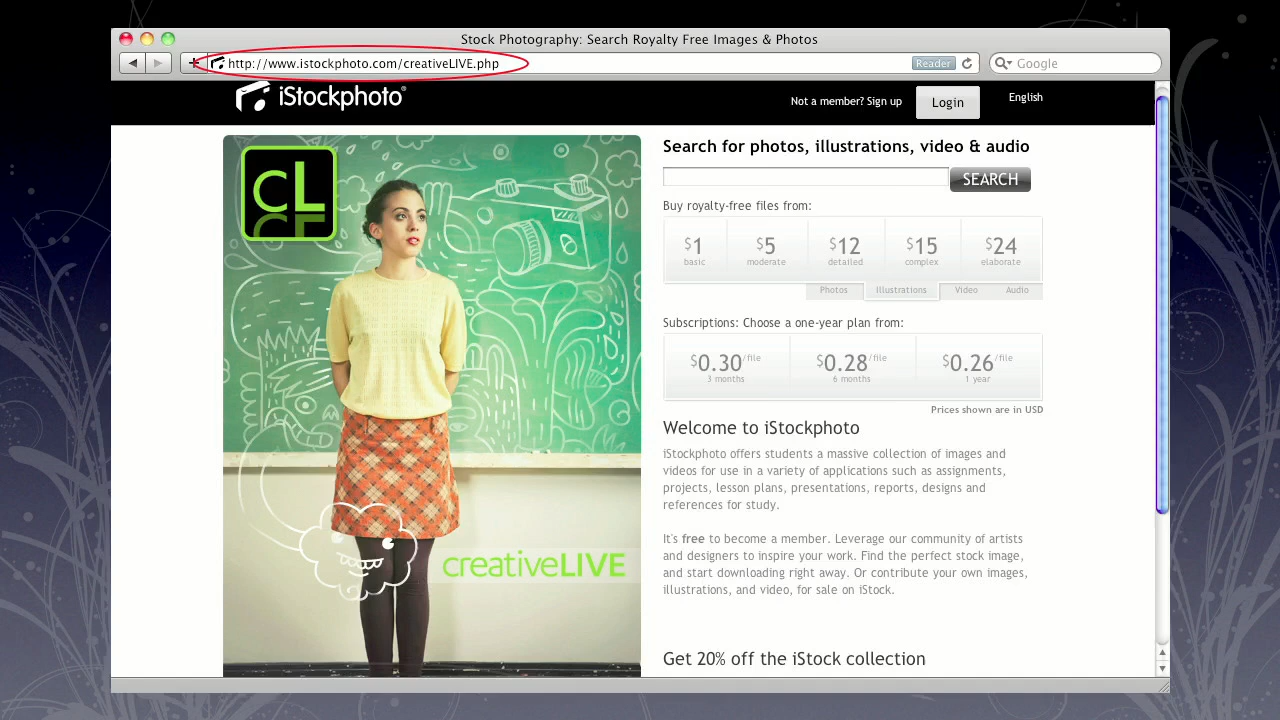 Stock Photography: Search Royalty Free Images & Photos
http://www.istockphoto.com/creativeLIVE.php
Reader
Google
iStockphoto®
Not a member? Sign up
Login
English
CL
Search for photos, illustrations, video & audio
SEARCH
Buy royalty-free files from:
$1 $5 $12 $15 $24
basic moderate detailed complex elaborate
Photos Illustrations Video Audio
Subscriptions: Choose a one-year plan from:
$0.30/file $0.28/file $0.26/file
3 months 6 months 1 year
Prices shown are in USD
Welcome to iStockphoto
iStockphoto offers students a massive collection of images and
videos for use in a variety of applications such as assignments,
projects, lesson plans, presentations, reports, designs and
references for study.
It's free to become a member. Leverage our community of artists
and designers to inspire your work. Find the perfect stock image,
and start downloading right away. Or contribute your own images,
illustrations, and video, for sale on iStock.
creativeLIVE
Get 20% off the iStock collection